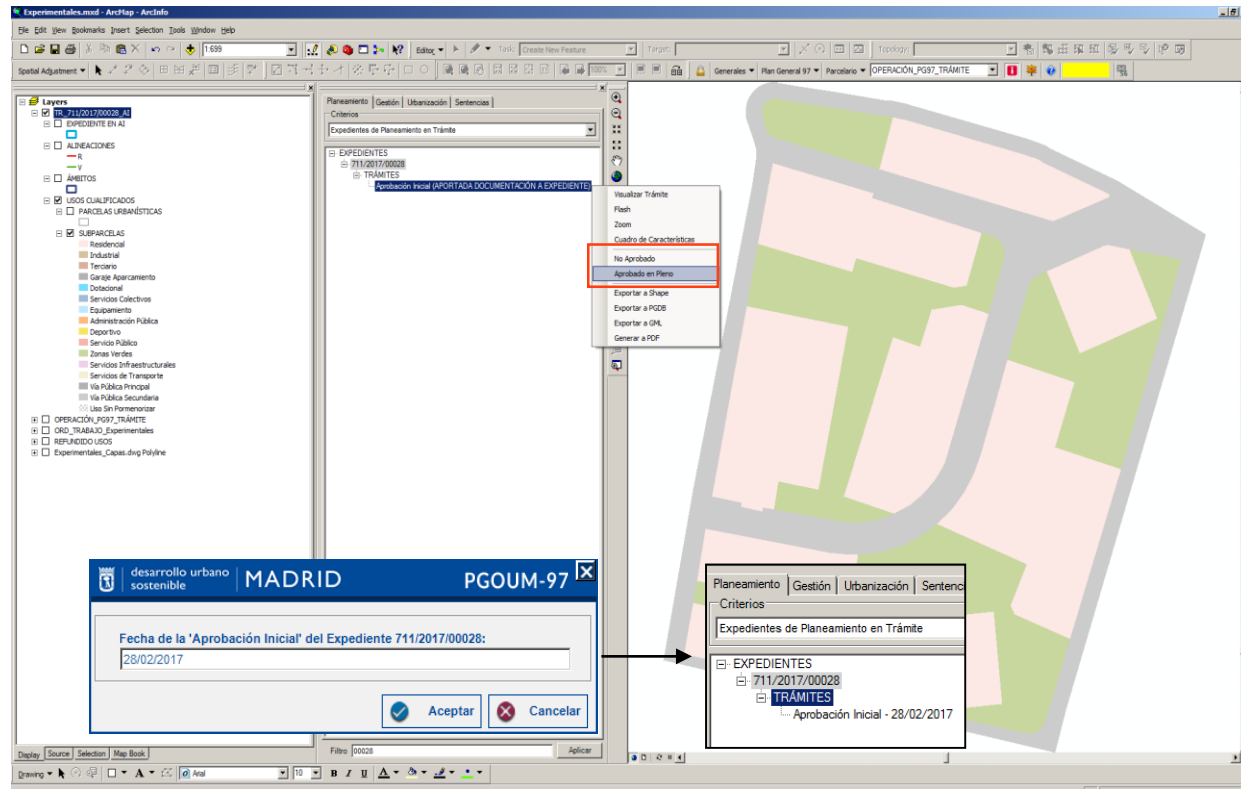 Experimentales.mxd - ArcMap - ArcInfo
File Edit View Bookmarks Insert Selection Tools Window Help
1:699
Editor
Task: Create New Feature
Target:
Topology:
Spatial Adjustment
100%
Generales
Plan General 97
Parcelario
OPERACIÓN_PG97_TRÁMITE
Layers
TR_711/2017/00028_AI
EXPEDIENTE EN AI
ALINEACIONES
R
V
ÁMBITOS
USOS CUALIFICADOS
PARCELAS URBANÍSTICAS
SUBPARCELAS
Residencial
Industrial
Terciario
Garaje Aparcamiento
Dotacional
Servicios Colectivos
Equipamiento
Administración Pública
Deportivo
Servicio Público
Zonas Verdes
Servicios Infraestructurales
Servicios de Transporte
Vía Pública Principal
Vía Pública Secundaria
Uso Sin Pormenorizar
OPERACIÓN_PG97_TRÁMITE
ORD_TRABAJO_Experimentales
REFUNDIDO USOS
Experimentales_Capas.dwg Polyline
Planeamiento Gestión Urbanización Sentencias
Criterios
Expedientes de Planeamiento en Trámite
EXPEDIENTES
711/2017/00028
TRÁMITES
Aprobación Inicial (APORTADA DOCUMENTACIÓN A EXPEDIENTE)
Visualizar Trámite
Flash
Zoom
Cuadro de Características
No Aprobado
Aprobado en Pleno
Exportar a Shape
Exportar a PGDB
Exportar a GML
Generar a PDF
desarrollo urbano
sostenible
MADRID
PGOUM-97
Fecha de la 'Aprobación Inicial' del Expediente 711/2017/00028:
28/02/2017
Aceptar
Cancelar
Planeamiento Gestión Urbanización Sentenc
Criterios
Expedientes de Planeamiento en Trámite
EXPEDIENTES
711/2017/00028
TRÁMITES
Aprobación Inicial - 28/02/2017
Filtro 00028 Aplicar
Display Source Selection Map Book
Drawing
A
Arial
10
B I U A